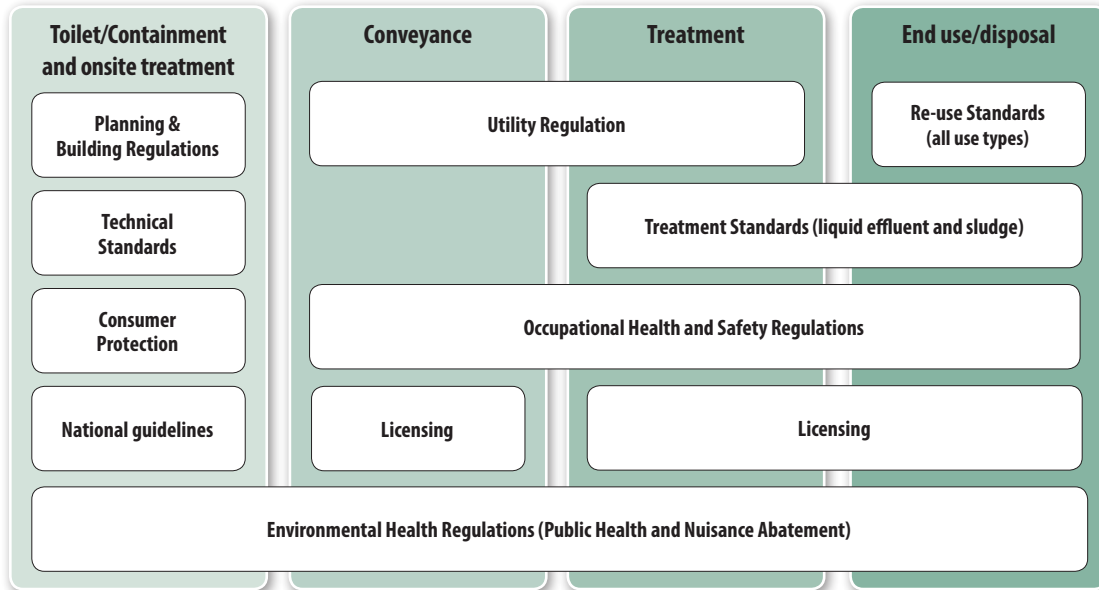 Toilet/Containment
and onsite treatment
Conveyance
Treatment
End use/disposal
Planning &
Building Regulations
Utility Regulation
Re-use Standards
(all use types)
Technical
Standards
Treatment Standards (liquid effluent and sludge)
Consumer
Protection
Occupational Health and Safety Regulations
National guidelines
Licensing
Licensing
Environmental Health Regulations (Public Health and Nuisance Abatement)